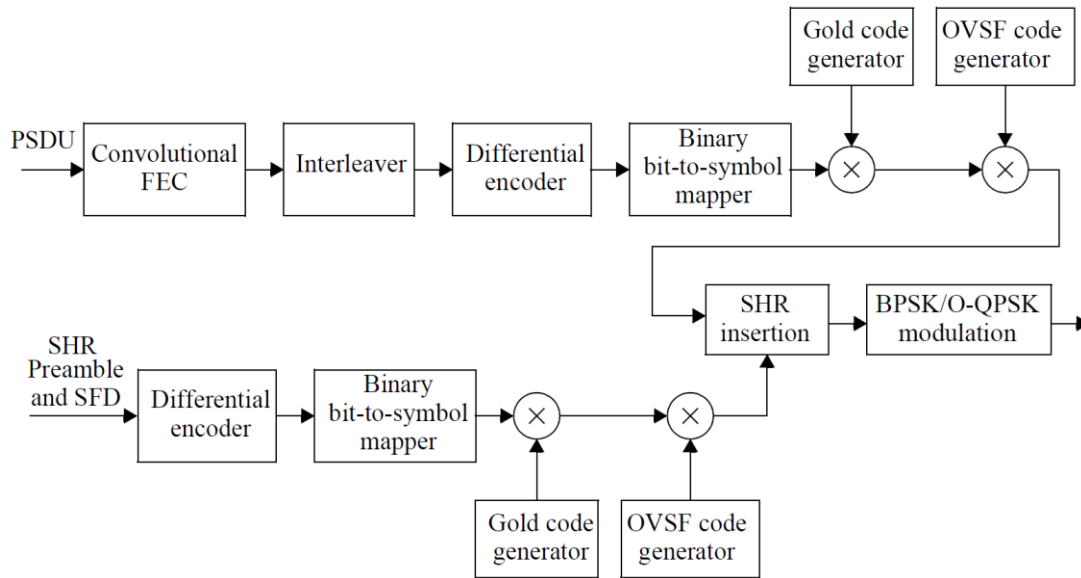 Gold code
generator
OVSF code
generator
PSDU
Convolutional
FEC
Interleaver
Differential
encoder
Binary
bit-to-symbol
mapper
SHR
insertion
BPSK/O-QPSK
modulation
SHR
Preamble
and SFD
Differential
encoder
Binary
bit-to-symbol
mapper
Gold code
generator
OVSF code
generator